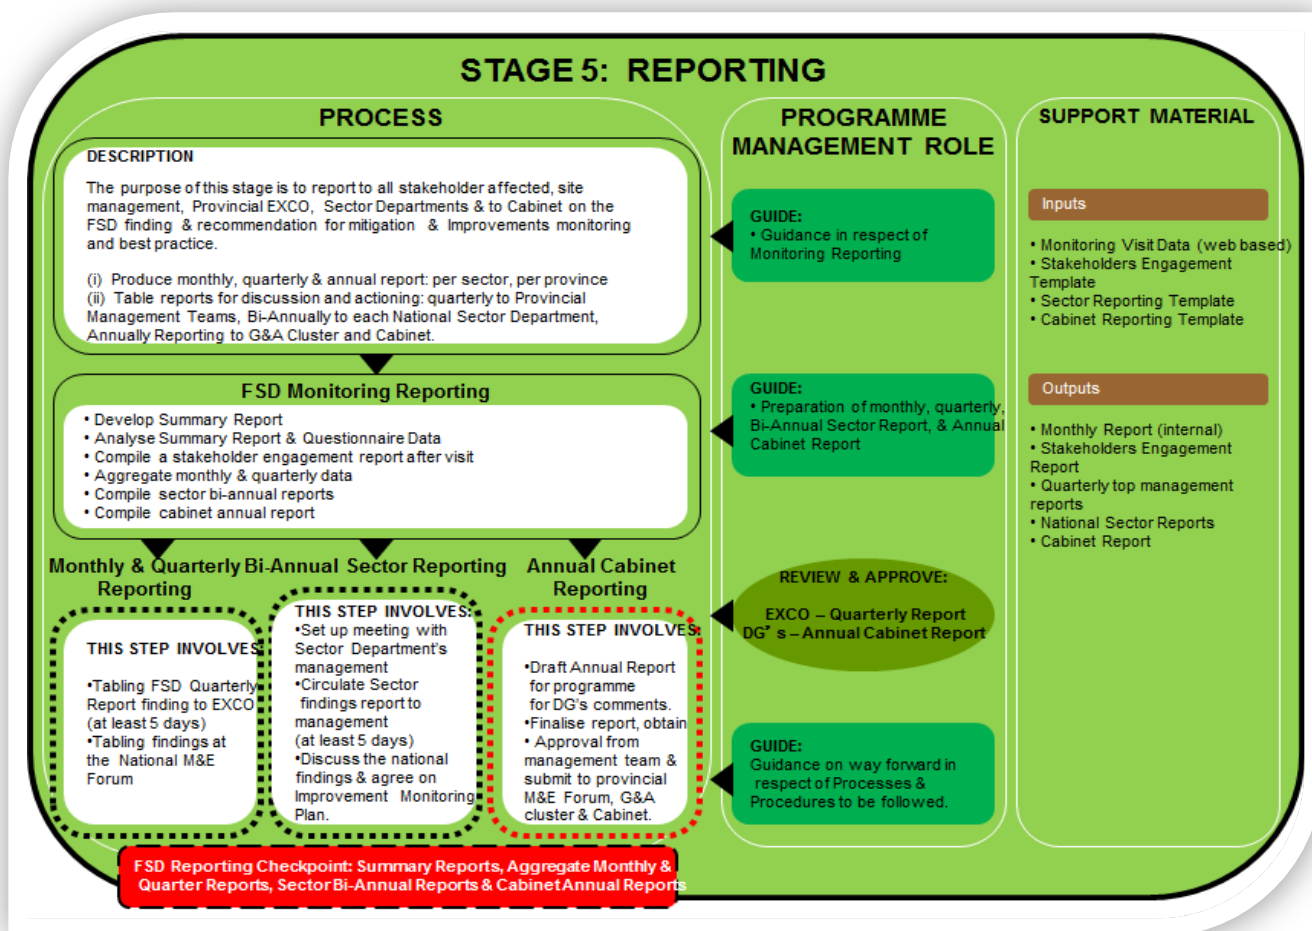 STAGE 5: REPORTING
PROCESS
DESCRIPTION
The purpose of this stage is to report to all stakeholder affected, site
management, Provincial EXCO, Sector Departments & to Cabinet on the
FSD finding & recommendation for mitigation & Improvements monitoring
and best practice.
(i) Produce monthly, quarterly & annual report: per sector, per province
(ii) Table reports for discussion and actioning: quarterly to Provincial
Management Teams, Bi-Annually to each National Sector Department,
Annually Reporting to G&A Cluster and Cabinet.
FSD Monitoring Reporting
• Develop Summary Report
• Analyse Summary Report & Questionnaire Data
• Compile a stakeholder engagement report after visit
• Aggregate monthly & quarterly data
• Compile sector bi-annual reports
• Compile cabinet annual report
Monthly & Quarterly
Reporting
THIS STEP INVOLVES:
•Tabling FSD Quarterly
Report finding to EXCO
(at least 5 days)
•Tabling findings at
the National M&E
Forum
Bi-Annual Sector Reporting
THIS STEP INVOLVES:
•Set up meeting with
Sector Department's
management
•Circulate Sector
findings report to
management
(at least 5 days)
•Discuss the national
findings & agree on
Improvement Monitoring
Plan.
Annual Cabinet
Reporting
THIS STEP INVOLVES:
•Draft Annual Report
for programme
for DG's comments.
•Finalise report, obtain
• Approval from
management team &
submit to provincial
M&E Forum, G&A
cluster & Cabinet.
FSD Reporting Checkpoint: Summary Reports, Aggregate Monthly &
Quarter Reports, Sector Bi-Annual Reports & Cabinet Annual Reports
PROGRAMME
MANAGEMENT ROLE
GUIDE:
• Guidance in respect of
Monitoring Reporting
GUIDE:
• Preparation of monthly, quarterly,
Bi-Annual Sector Report, & Annual
Cabinet Report
REVIEW & APPROVE:
EXCO – Quarterly Report
DG's – Annual Cabinet Report
GUIDE:
Guidance on way forward in
respect of Processes &
Procedures to be followed.
SUPPORT MATERIAL
Inputs
• Monitoring Visit Data (web based)
• Stakeholders Engagement
Template
• Sector Reporting Template
• Cabinet Reporting Template
Outputs
• Monthly Report (internal)
• Stakeholders Engagement
Report
• Quarterly top management
reports
• National Sector Reports
• Cabinet Report